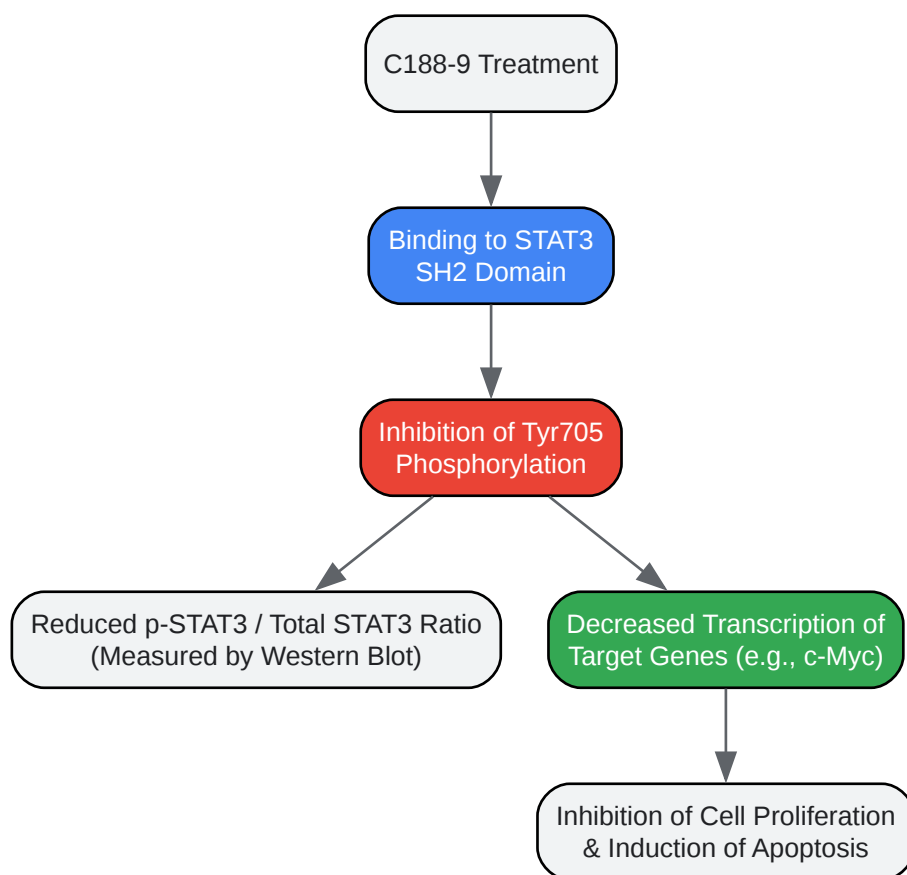 C188-9 Treatment
Binding to STAT3
SH2 Domain
Inhibition of Tyr705
Phosphorylation
Reduced p-STAT3 / Total STAT3 Ratio
(Measured by Western Blot)
Decreased Transcription of
Target Genes (e.g., c-Myc)
Inhibition of Cell Proliferation
& Induction of Apoptosis